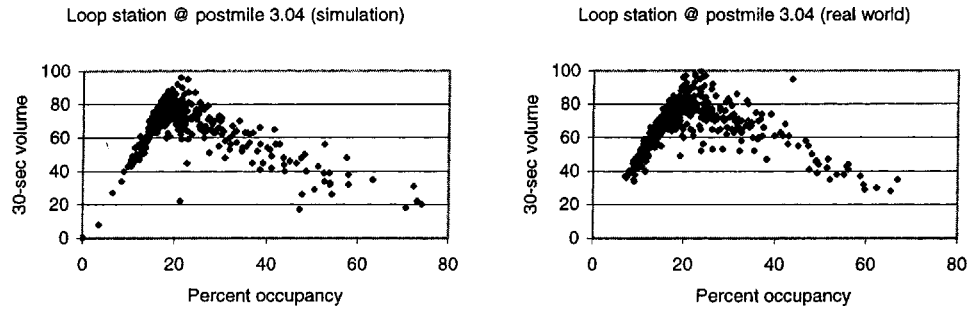 Loop station @ postmile 3.04 (simulation)
100
80
60
40
20
0
30-sec volume
0 20 40 60 80
Percent occupancy
Loop station @ postmile 3.04 (real world)
100
80
60
40
20
0
30-sec volume
0 20 40 60 80
Percent occupancy